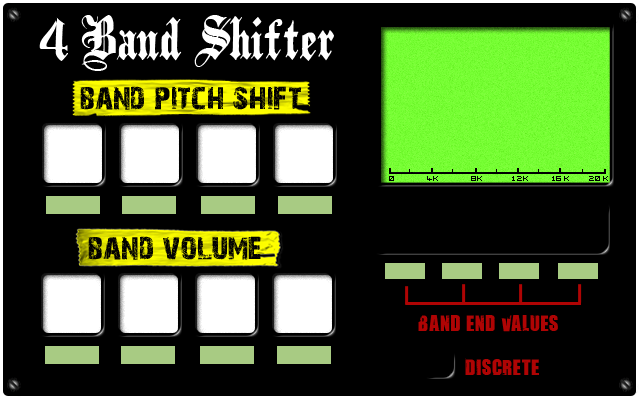 4 Band Shifter
BAND PITCH SHIFT
0 4K 8K 12K 16K 20K
BAND VOLUME
BAND END VALUES
DISCRETE